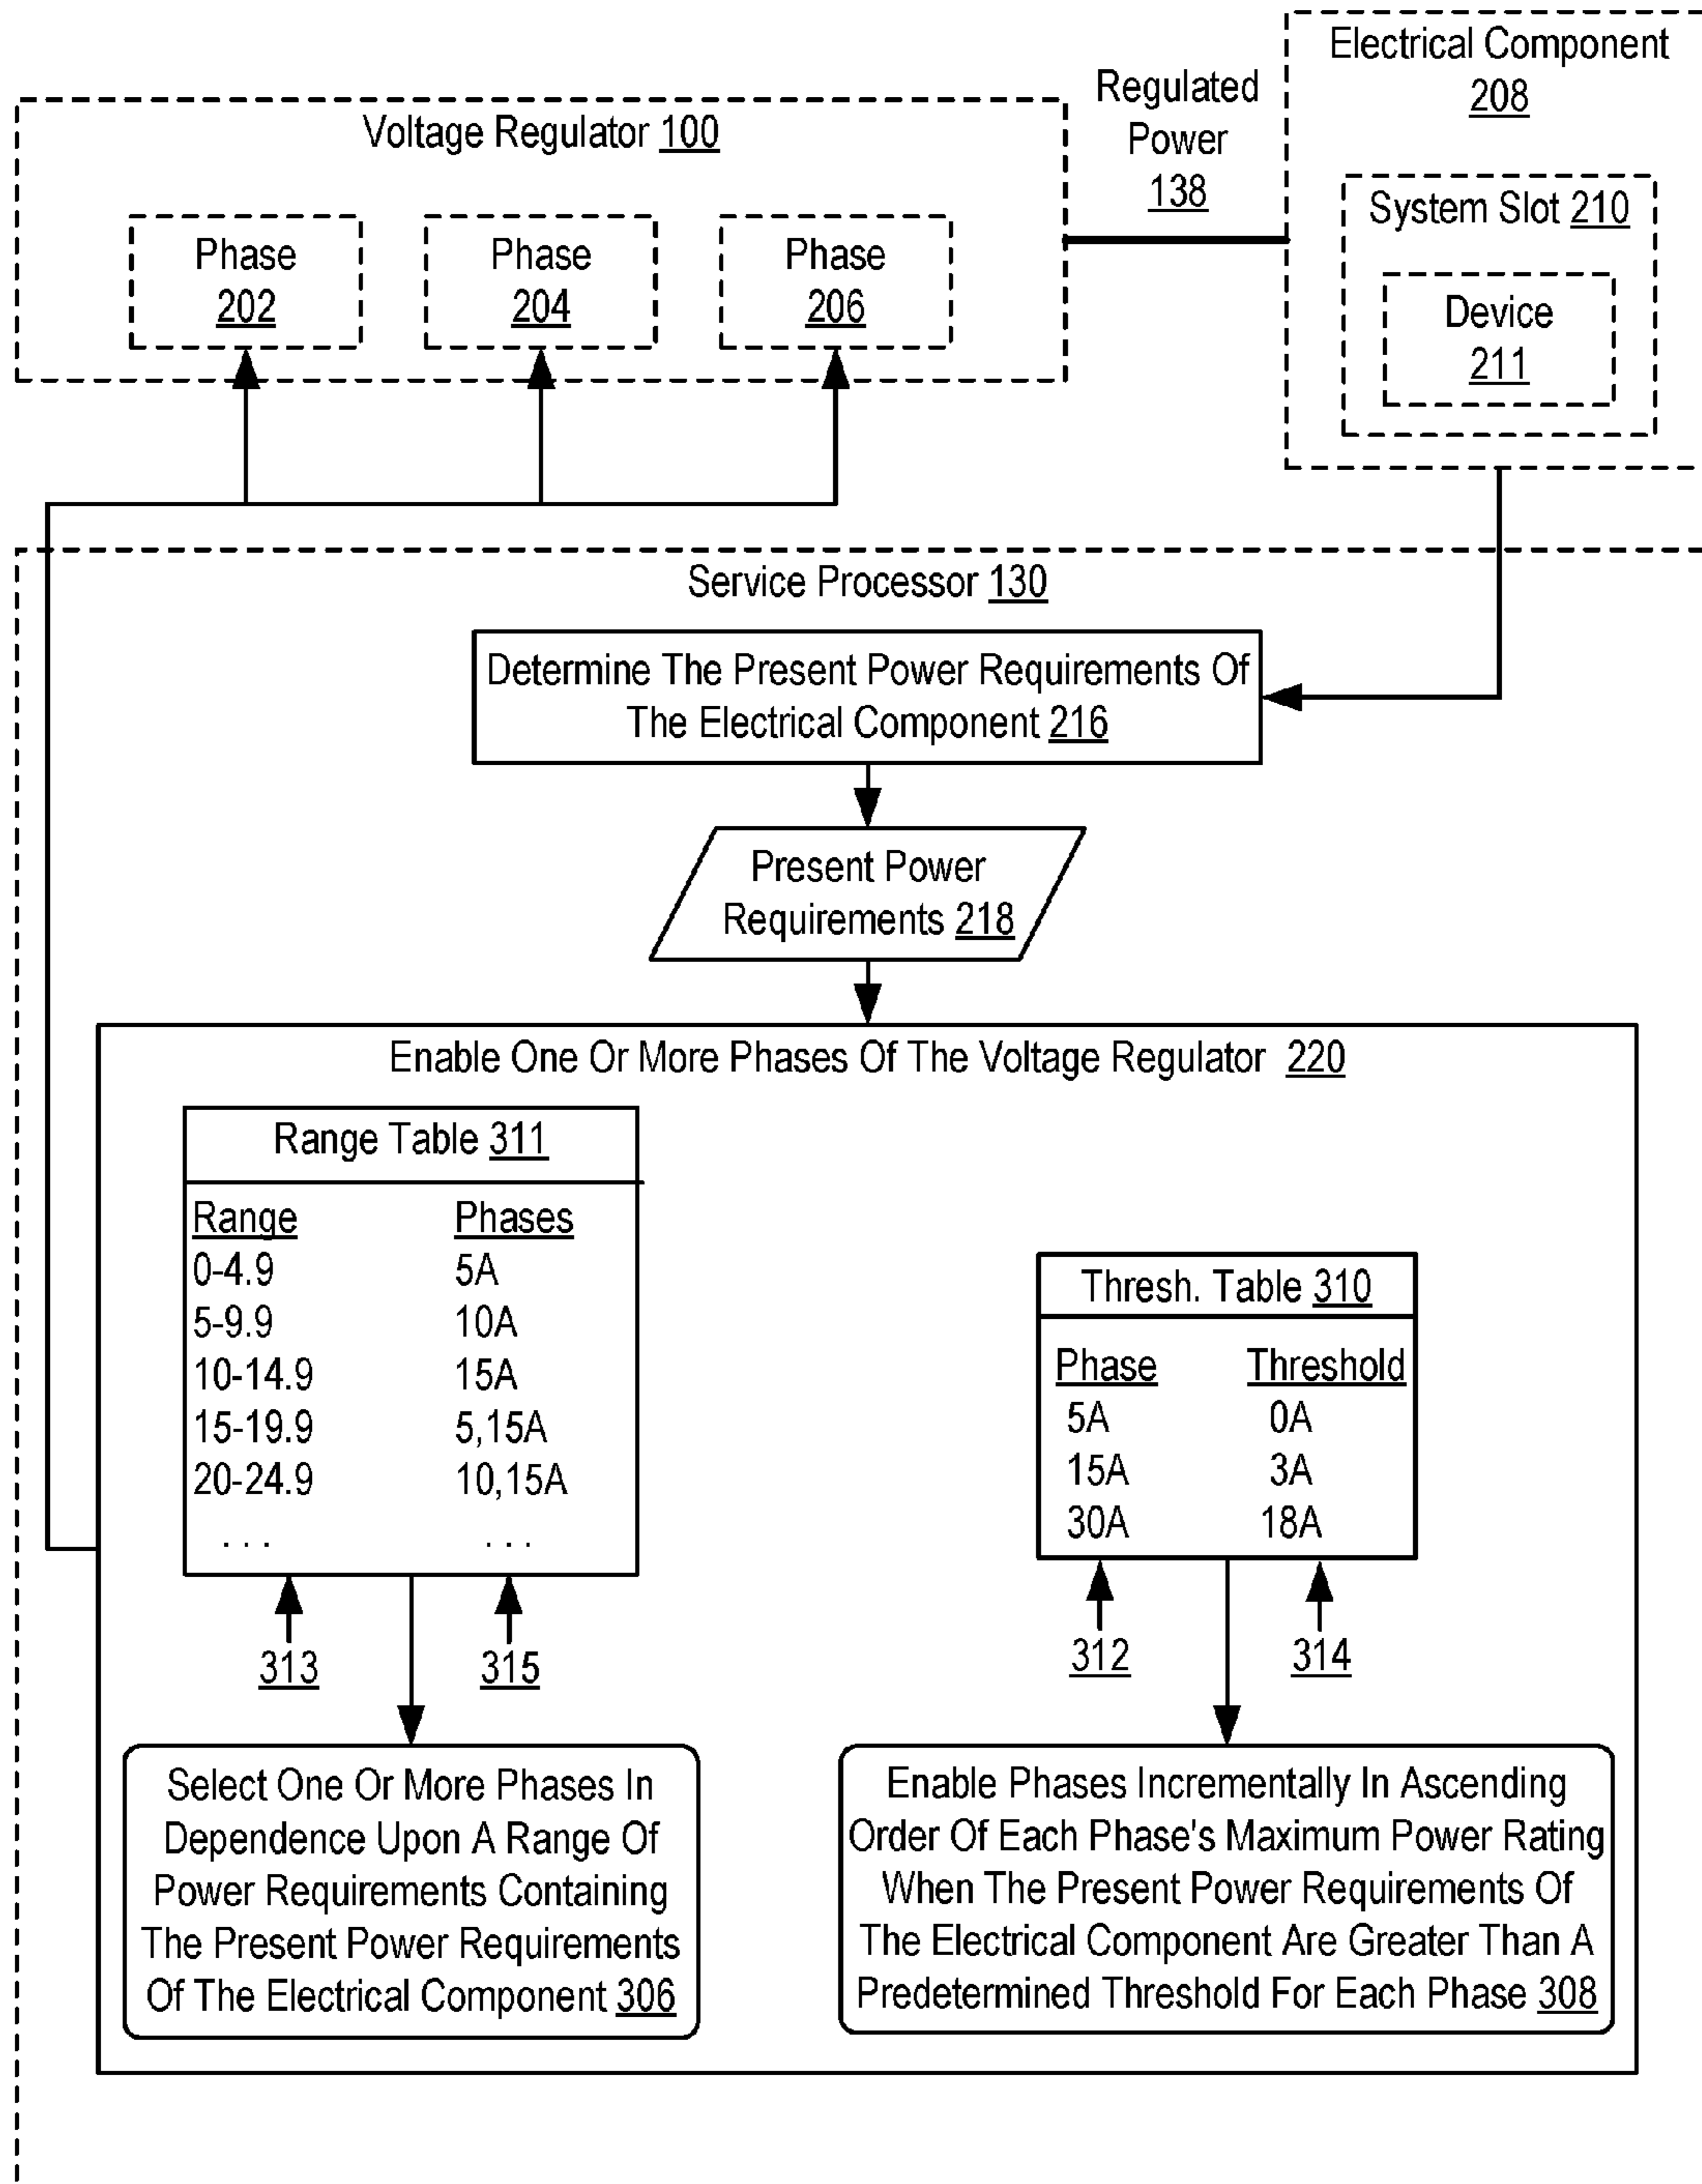 Electrical Component
208
Regulated
Power
138
Voltage Regulator 100
System Slot 210
Phase
202
Phase
204
Phase
206
Device
211
Service Processor 130
Determine The Present Power Requirements Of
The Electrical Component 216
Present Power
Requirements 218
Enable One Or More Phases Of The Voltage Regulator 220
Range Table 311
Range Phases
0-4.9 5A
5-9.9 10A
10-14.9 15A
15-19.9 5,15A
20-24.9 10,15A
. . . . . .
313 315
Thresh. Table 310
Phase Threshold
5A 0A
15A 3A
30A 18A
312 314
Select One Or More Phases In
Dependence Upon A Range Of
Power Requirements Containing
The Present Power Requirements
Of The Electrical Component 306
Enable Phases Incrementally In Ascending
Order Of Each Phase's Maximum Power Rating
When The Present Power Requirements Of
The Electrical Component Are Greater Than A
Predetermined Threshold For Each Phase 308